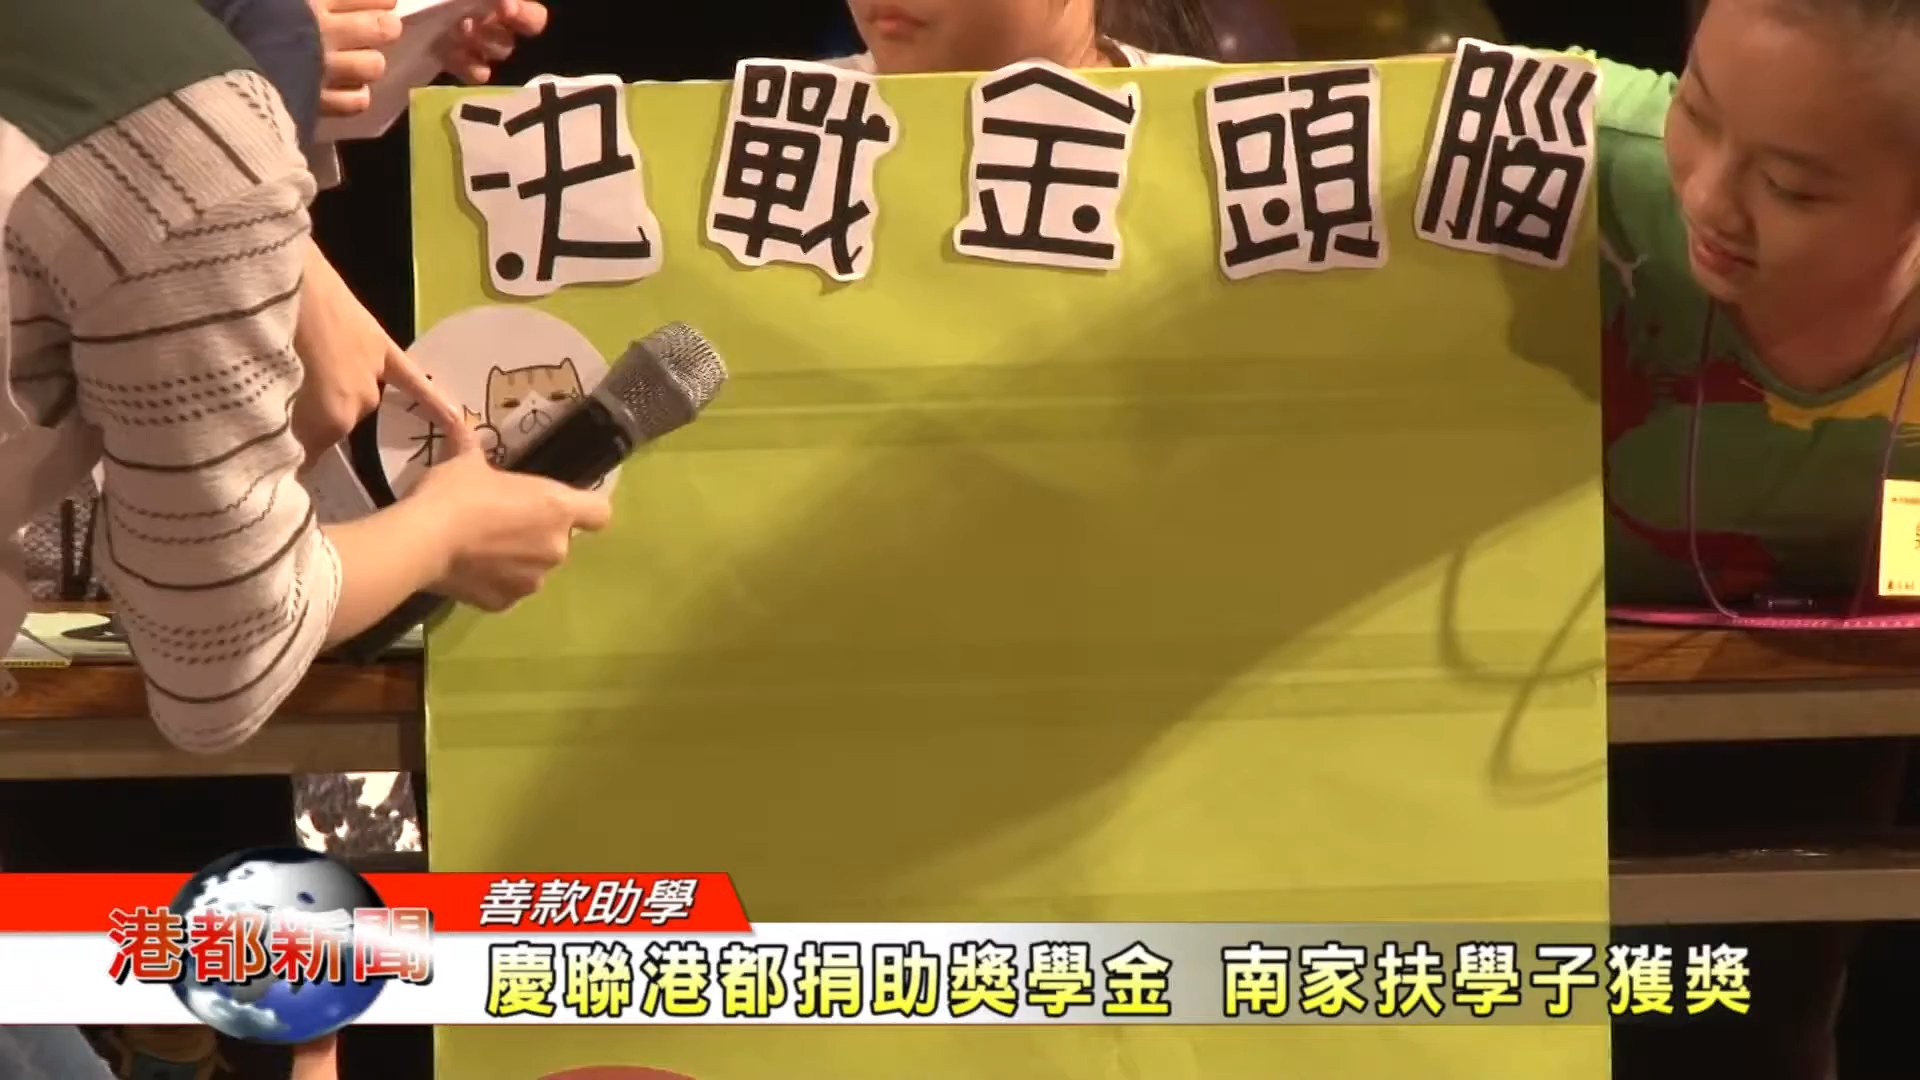 決戰金頭腦
善款助學
港都新聞
慶聯港都捐助獎學金 南家扶學子獲獎